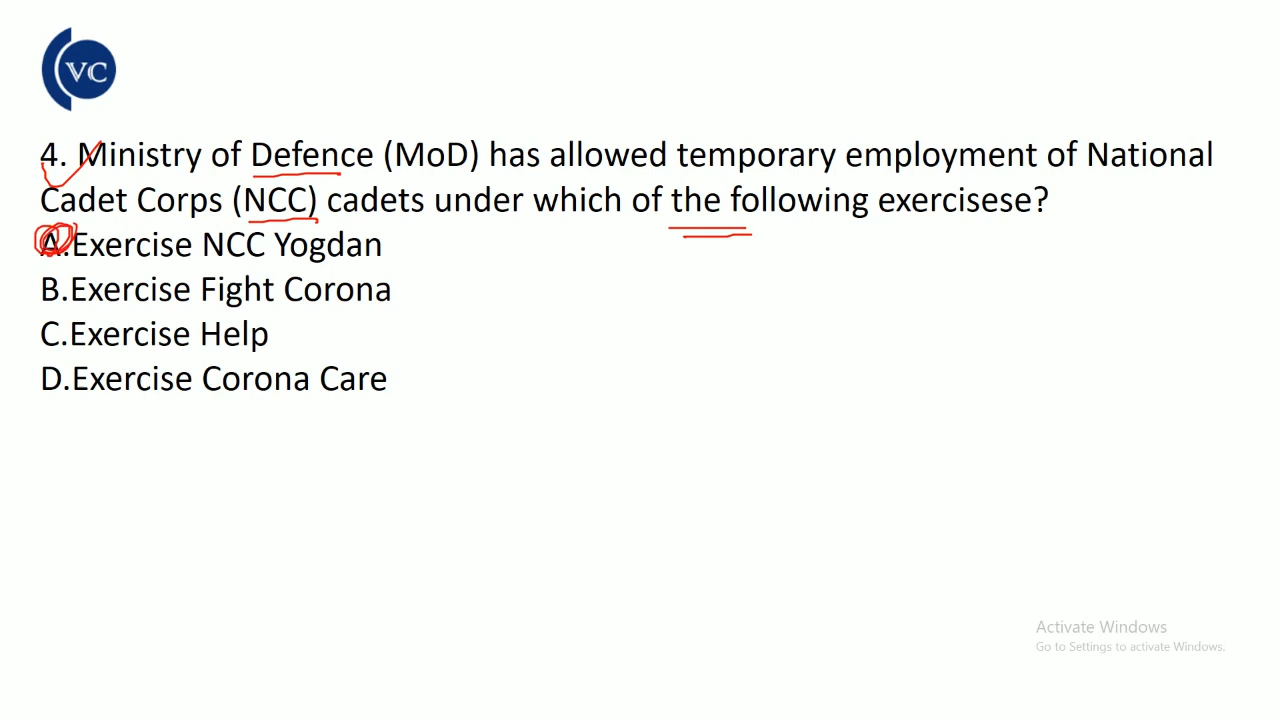 VC
4. Ministry of Defence (MoD) has allowed temporary employment of National
Cadet Corps (NCC) cadets under which of the following exercisese?
A.Exercise NCC Yogdan
B.Exercise Fight Corona
C.Exercise Help
D.Exercise Corona Care
Activate Windows
Go to Settings to activate Windows.